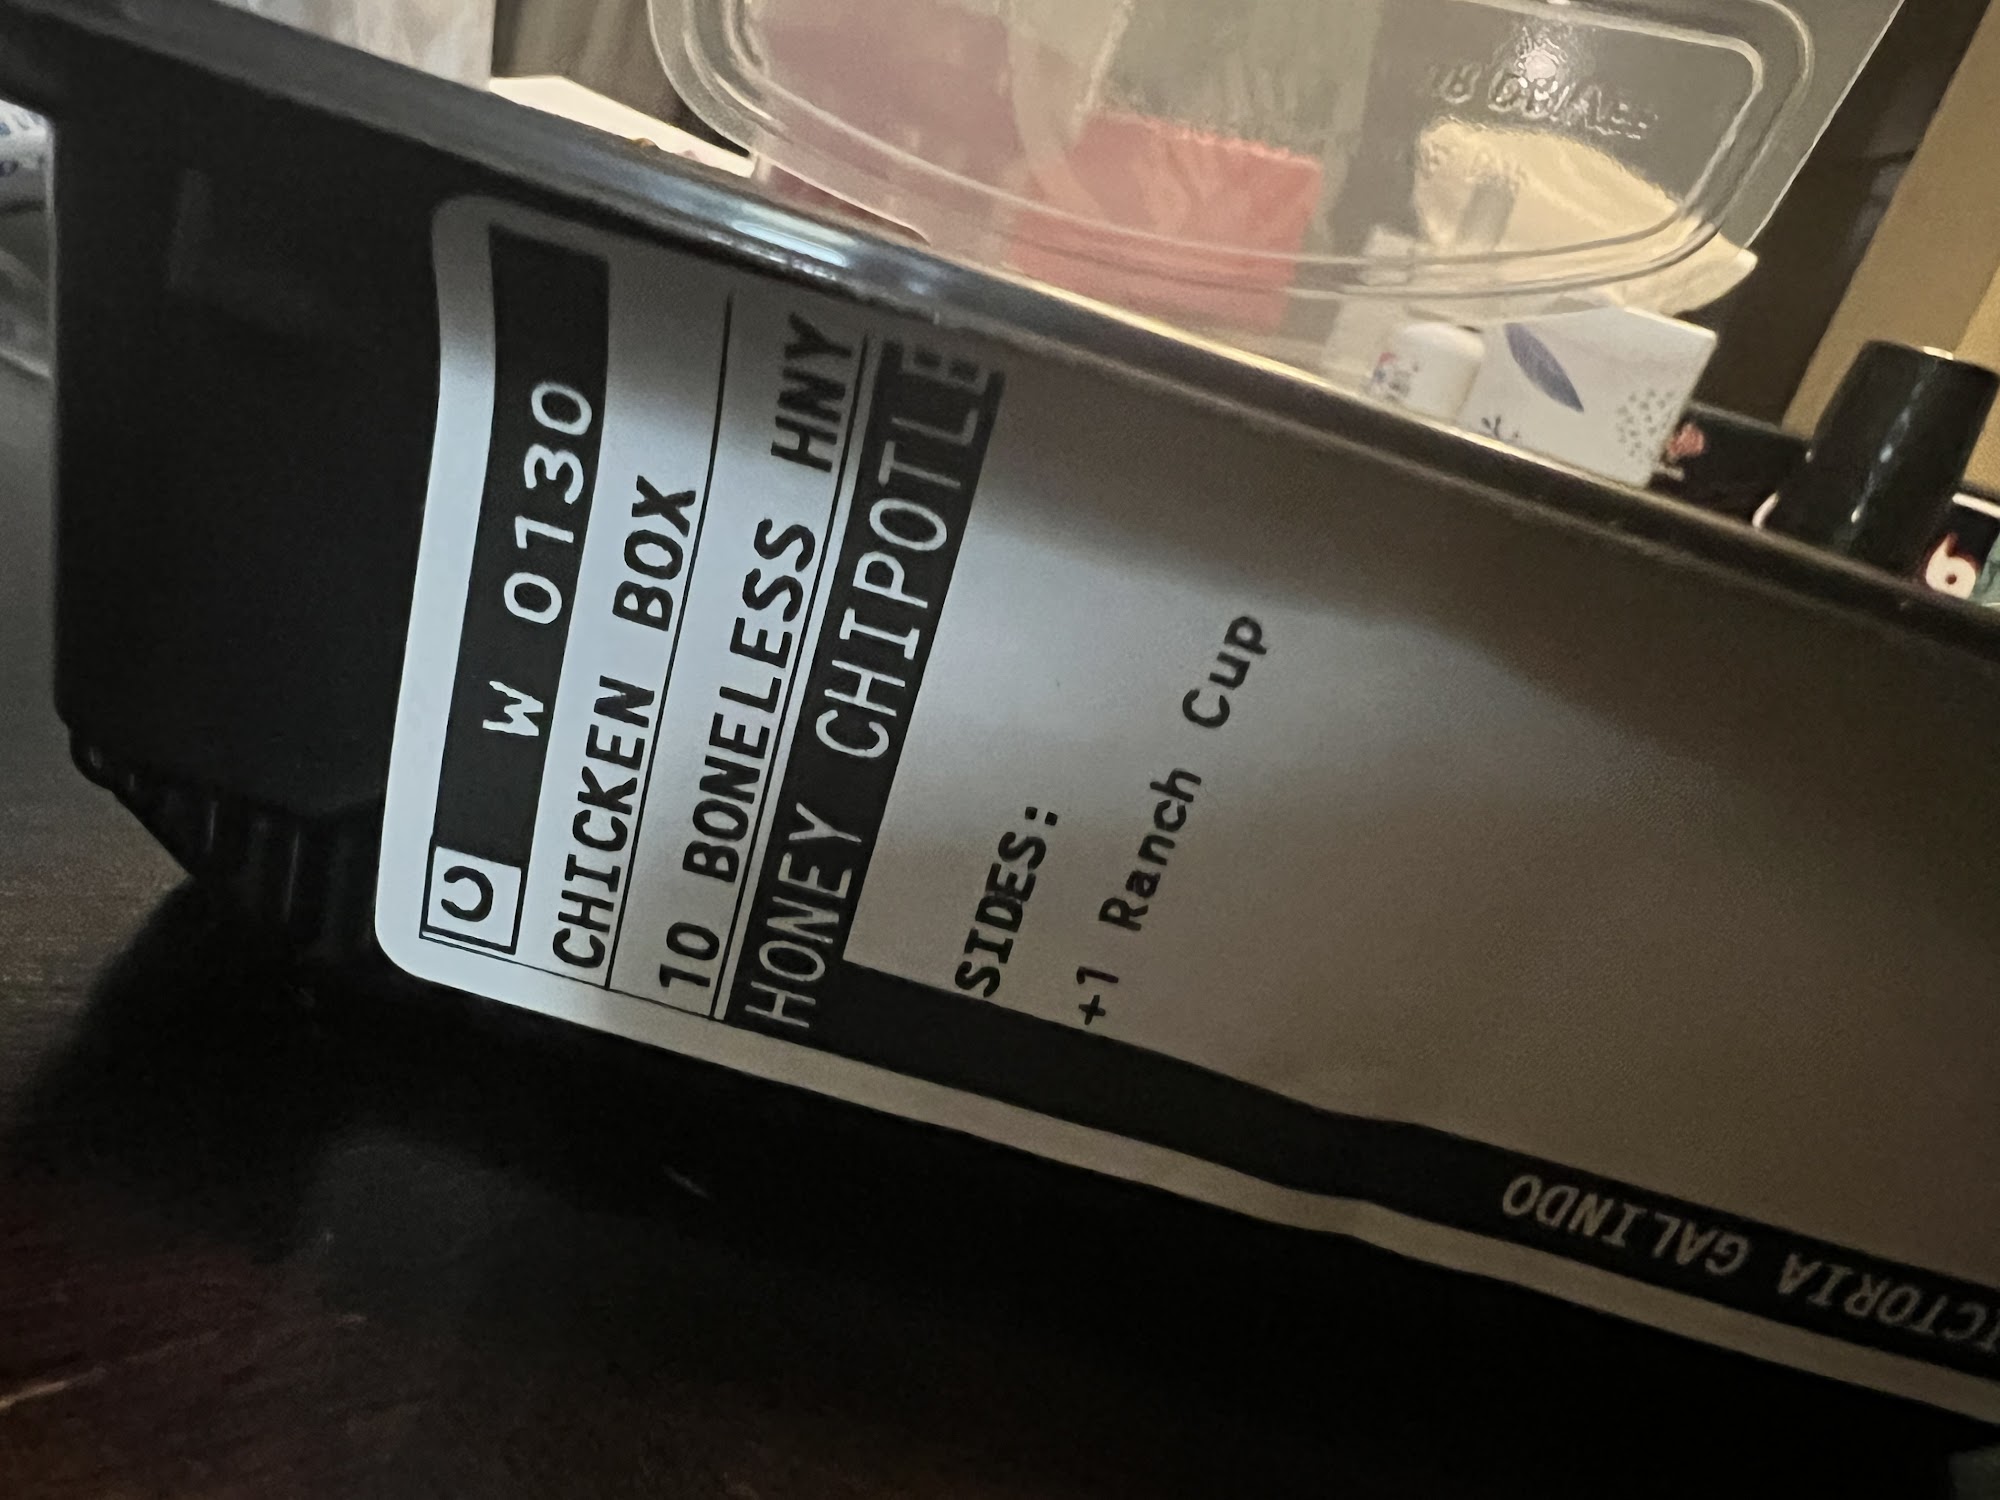 C W 0130
CHICKEN BOX
10 BONELESS HNY
HONEY CHIPOTLE
SIDES:
+1 Ranch Cup
ICTORIA GALINDO